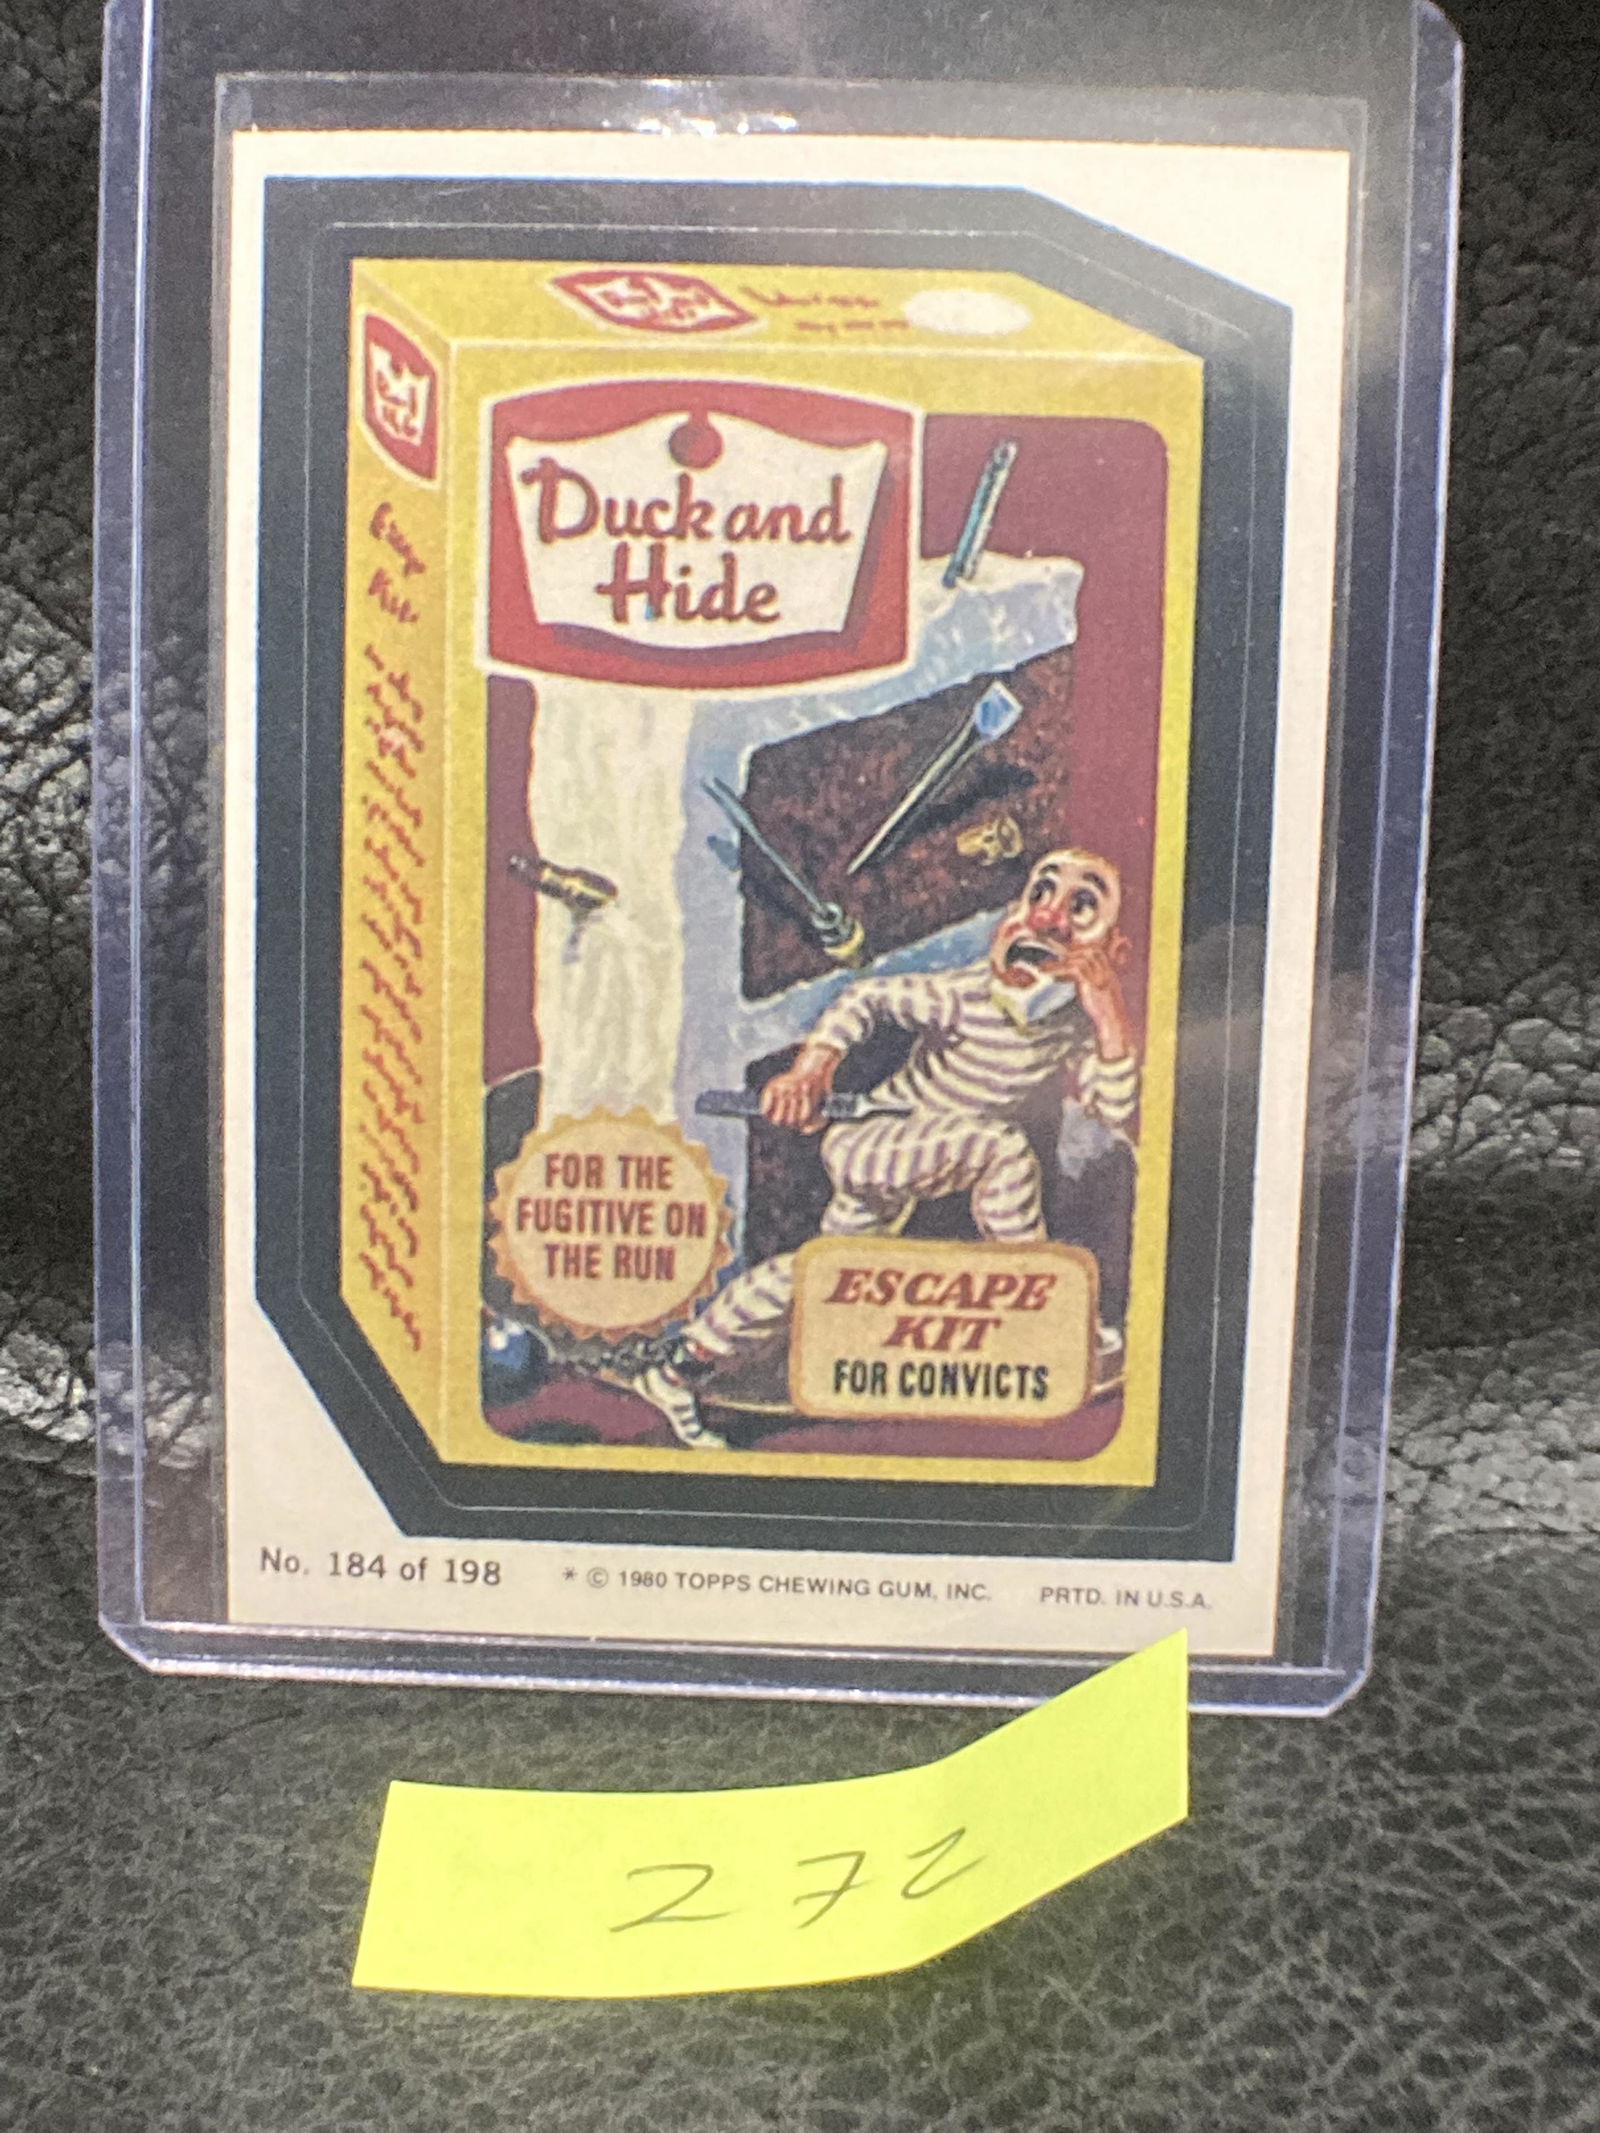 Duck and
Hide
FOR THE
FUGITIVE ON
THE RUN
ESCAPE
KIT
FOR CONVICTS
No. 184 of 198
* © 1980 TOPPS CHEWING GUM, INC. PRTD. IN U.S.A.
272